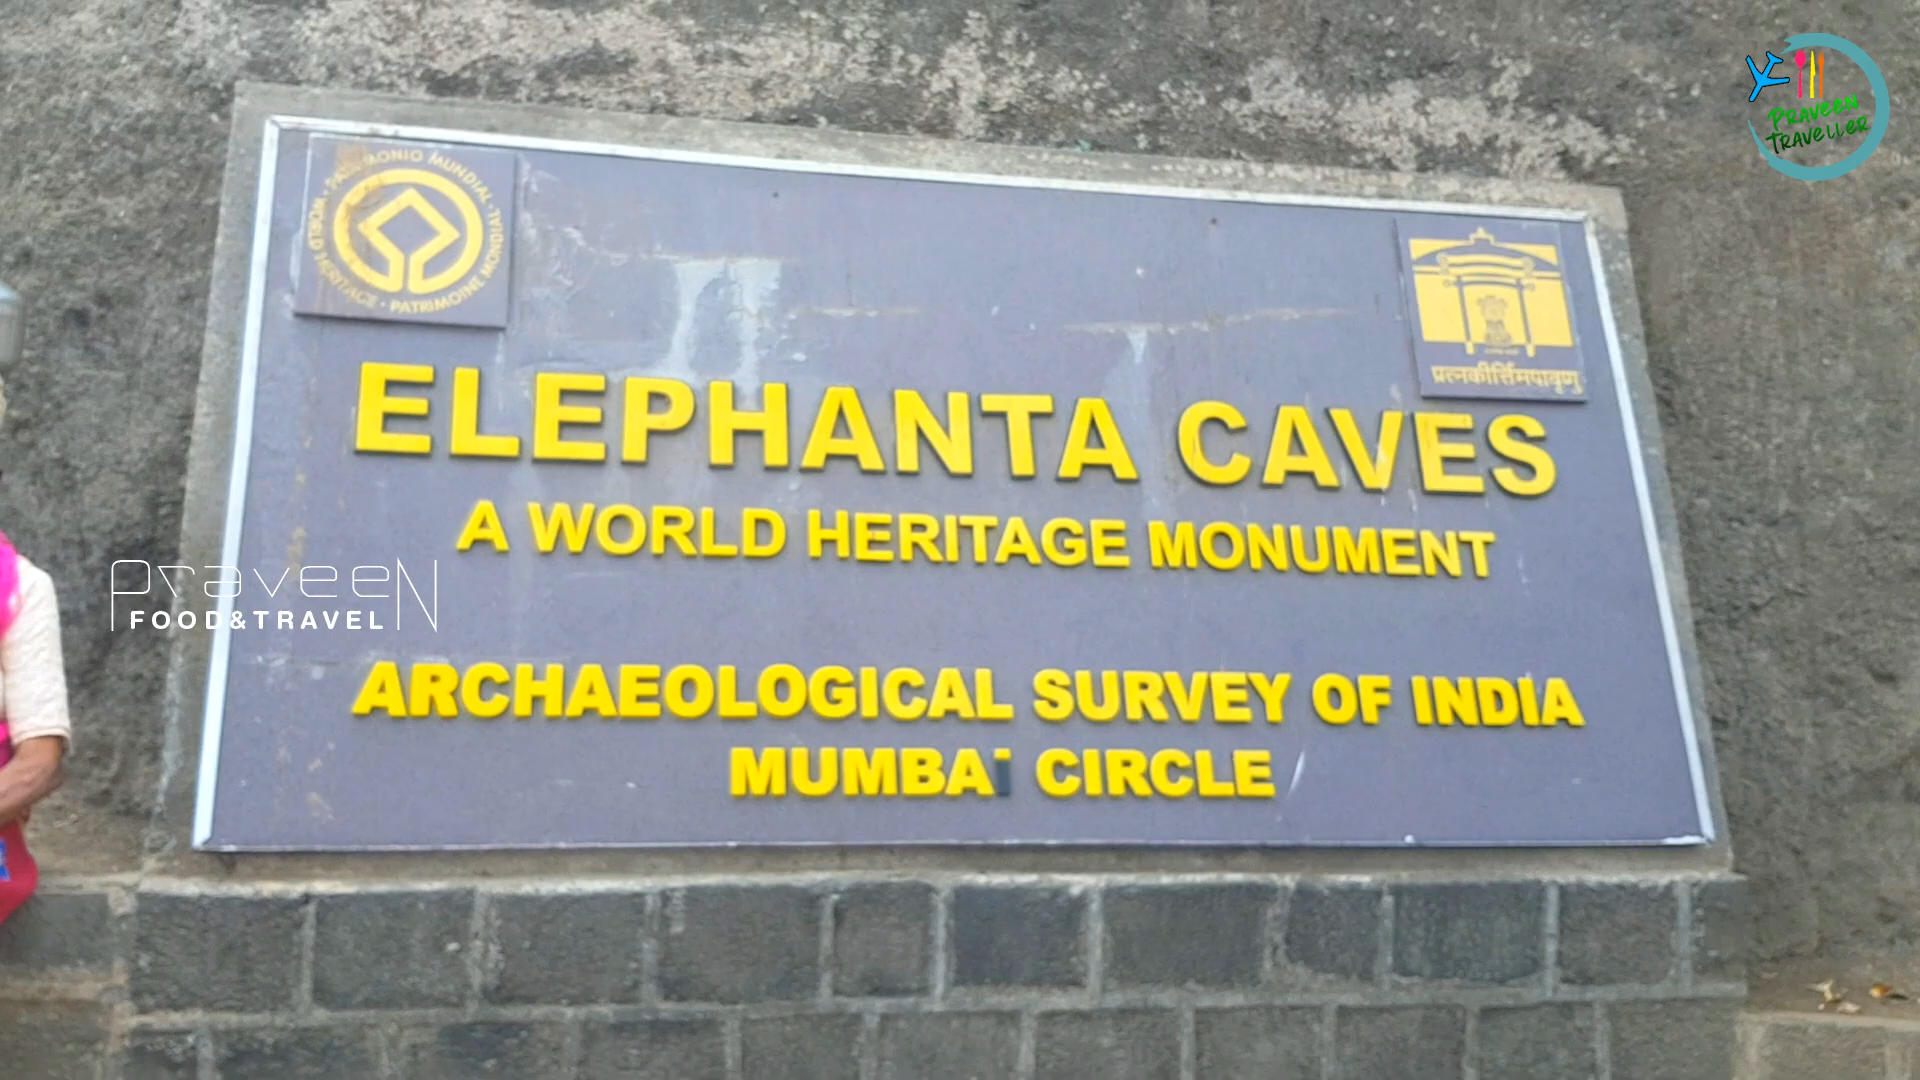 PATRIMONIO MUNDIAL • WORLD HERITAGE • PATRIMOINE MONDIAL •
PRAVEEN
TRAVELLER
प्रत्नकीर्त्तिमपावृणु
ELEPHANTA CAVES
A WORLD HERITAGE MONUMENT
PraveeN
FOOD&TRAVEL
ARCHAEOLOGICAL SURVEY OF INDIA
MUMBAI CIRCLE